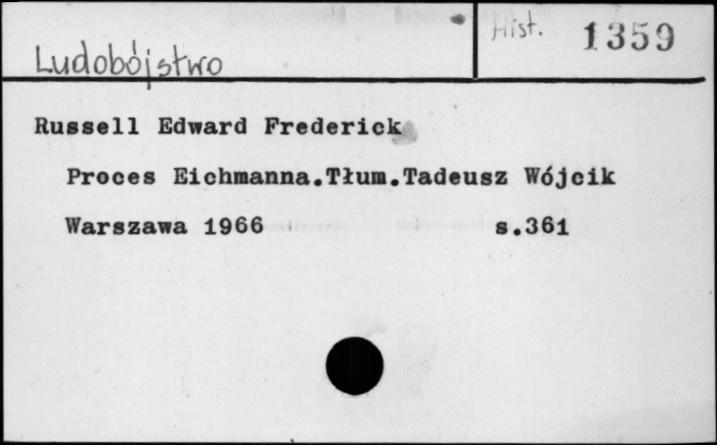 Ludobójstwo
Hist. 1359
Russell Edward Frederick
Proces Eichmanna.Tłum.Tadeusz Wójcik
Warszawa 1966 s.361